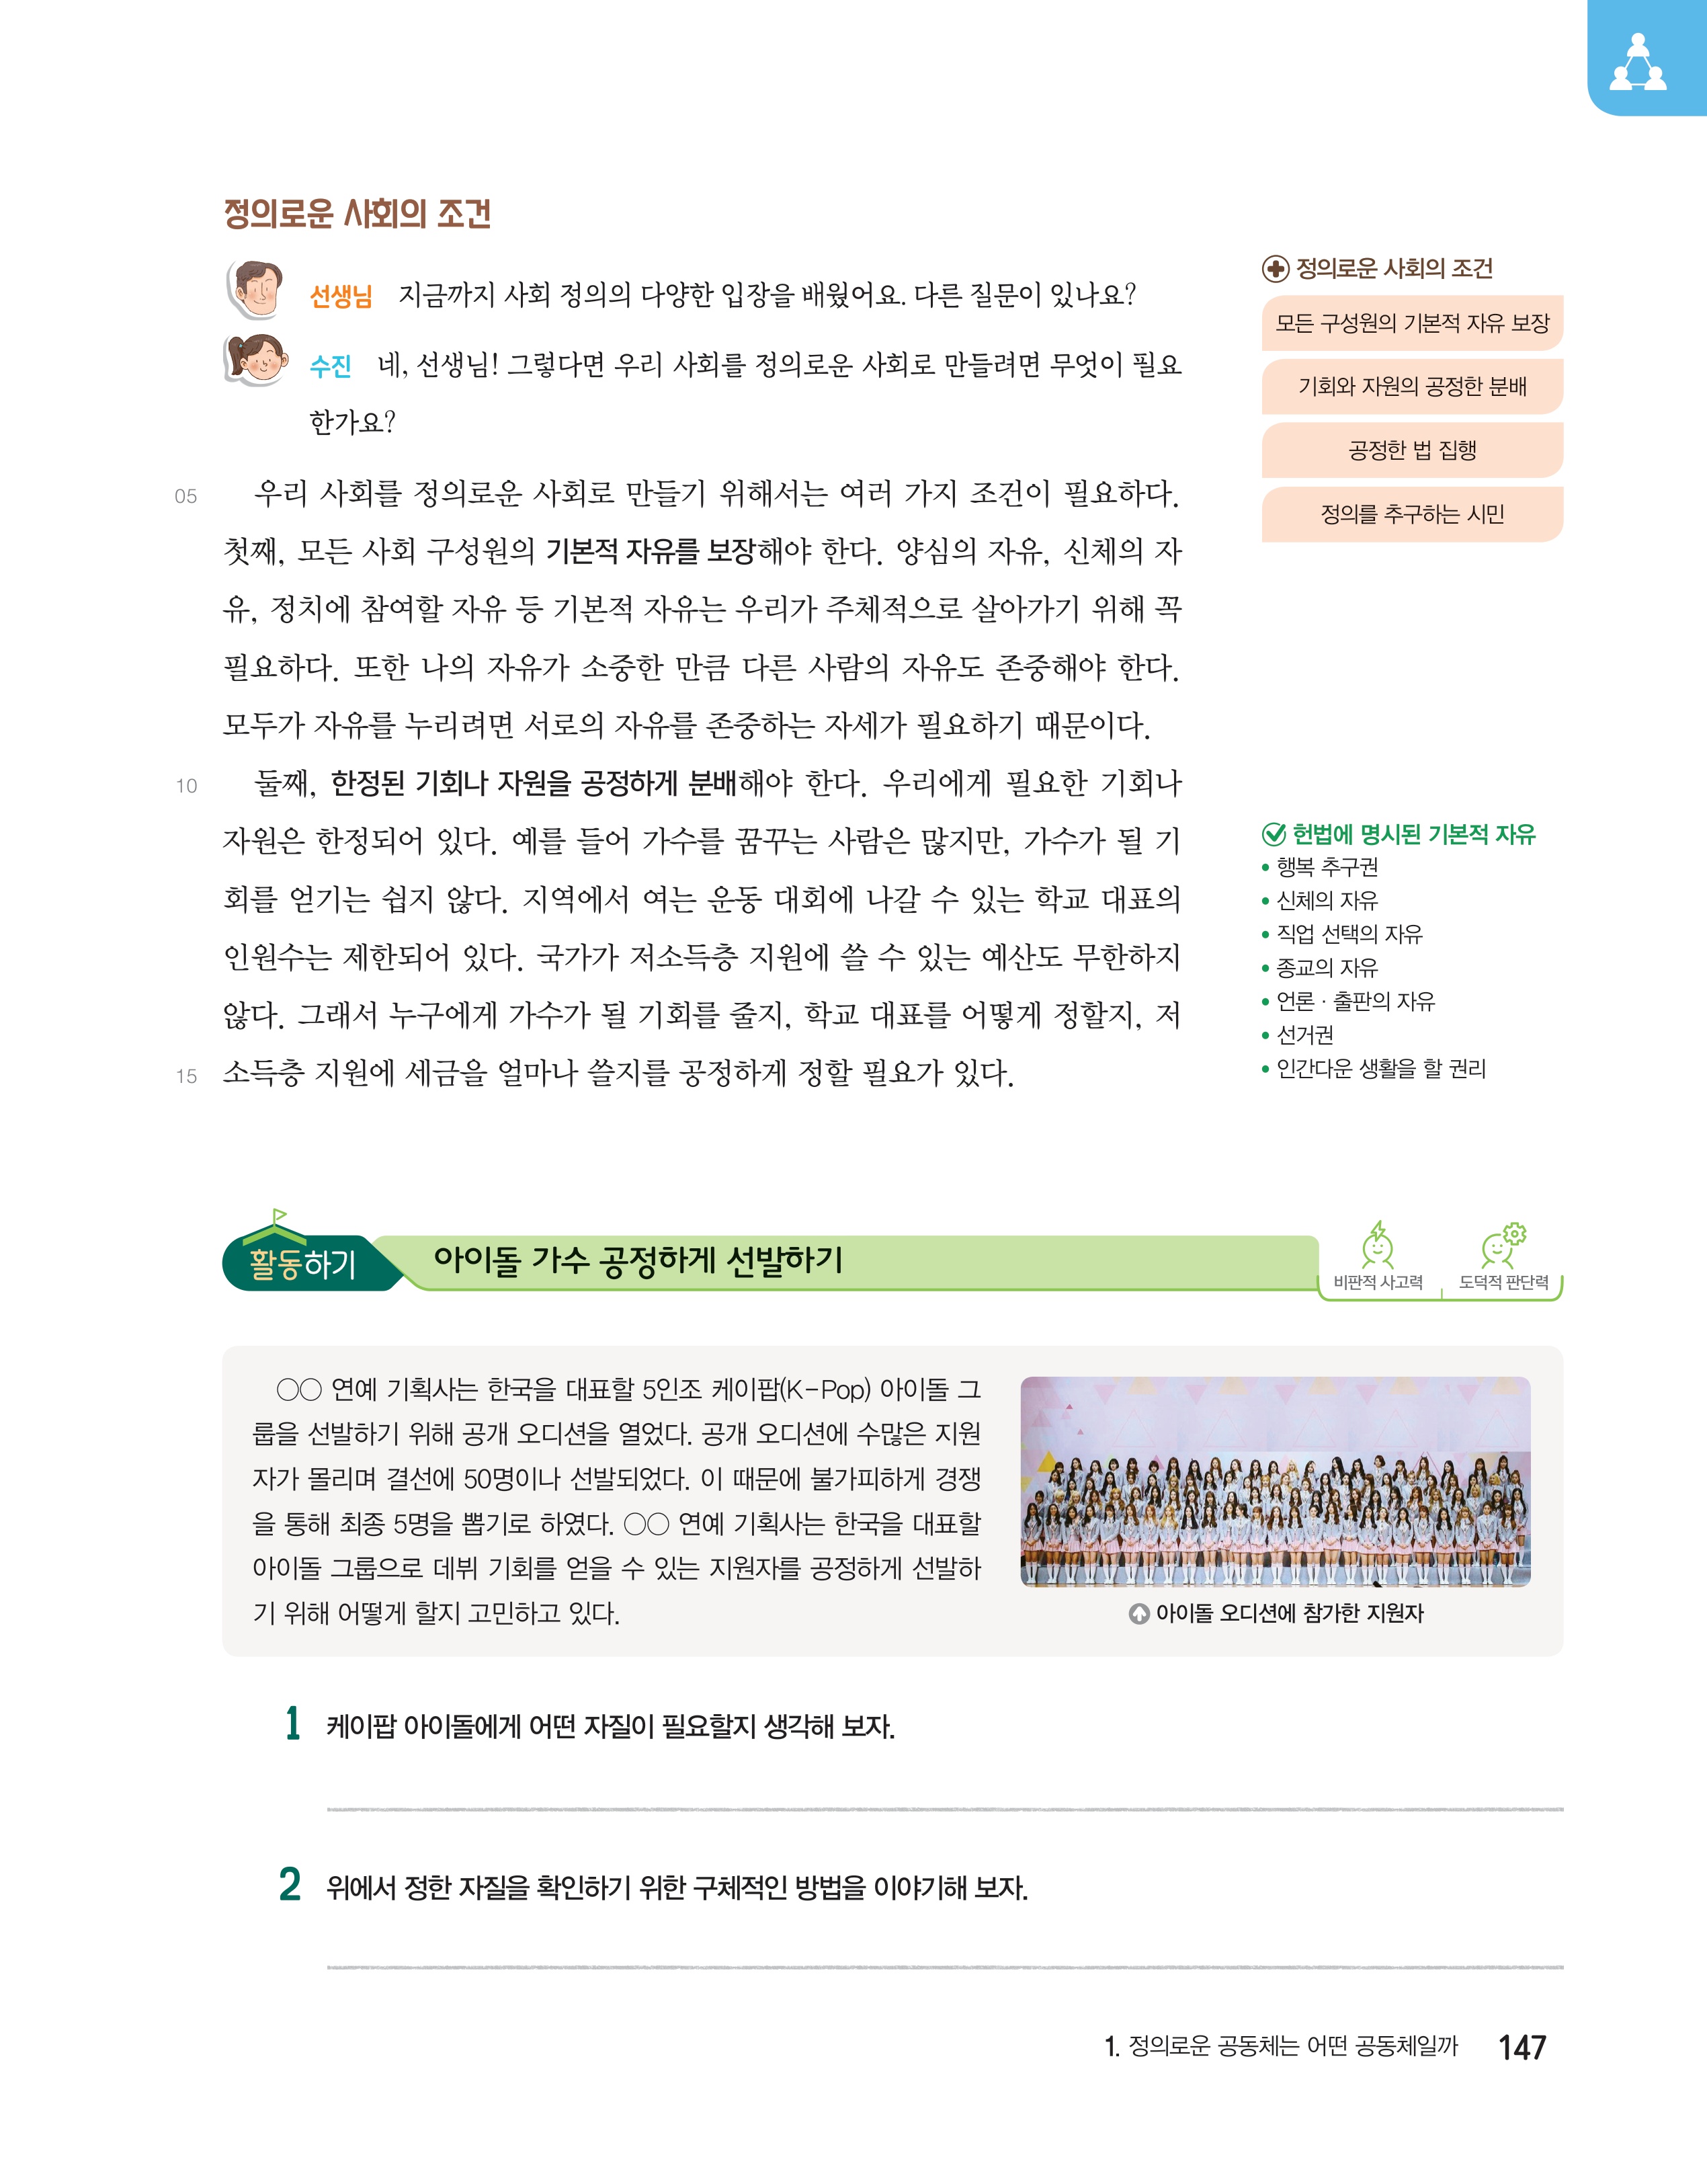 정의로운 사회의 조건
선생님 지금까지 사회 정의의 다양한 입장을 배웠어요. 다른 질문이 있나요?
수진 네, 선생님! 그렇다면 우리 사회를 정의로운 사회로 만들려면 무엇이 필요
한가요?
05 우리 사회를 정의로운 사회로 만들기 위해서는 여러 가지 조건이 필요하다.
첫째, 모든 사회 구성원의 기본적 자유를 보장해야 한다. 양심의 자유, 신체의 자
유, 정치에 참여할 자유 등 기본적 자유는 우리가 주체적으로 살아가기 위해 꼭
필요하다. 또한 나의 자유가 소중한 만큼 다른 사람의 자유도 존중해야 한다.
모두가 자유를 누리려면 서로의 자유를 존중하는 자세가 필요하기 때문이다.
10 둘째, 한정된 기회나 자원을 공정하게 분배해야 한다. 우리에게 필요한 기회나
자원은 한정되어 있다. 예를 들어 가수를 꿈꾸는 사람은 많지만, 가수가 될 기
회를 얻기는 쉽지 않다. 지역에서 여는 운동 대회에 나갈 수 있는 학교 대표의
인원수는 제한되어 있다. 국가가 저소득층 지원에 쓸 수 있는 예산도 무한하지
않다. 그래서 누구에게 가수가 될 기회를 줄지, 학교 대표를 어떻게 정할지, 저
15 소득층 지원에 세금을 얼마나 쓸지를 공정하게 정할 필요가 있다.
정의로운 사회의 조건
모든 구성원의 기본적 자유 보장
기회와 자원의 공정한 분배
공정한 법 집행
정의를 추구하는 시민
헌법에 명시된 기본적 자유
• 행복 추구권
• 신체의 자유
• 직업 선택의 자유
• 종교의 자유
• 언론·출판의 자유
• 선거권
• 인간다운 생활을 할 권리
활동하기 아이돌 가수 공정하게 선발하기
비판적 사고력 도덕적 판단력
○○ 연예 기획사는 한국을 대표할 5인조 케이팝(K-Pop) 아이돌 그
룹을 선발하기 위해 공개 오디션을 열었다. 공개 오디션에 수많은 지원
자가 몰리며 결선에 50명이나 선발되었다. 이 때문에 불가피하게 경쟁
을 통해 최종 5명을 뽑기로 하였다. ○○ 연예 기획사는 한국을 대표할
아이돌 그룹으로 데뷔 기회를 얻을 수 있는 지원자를 공정하게 선발하
기 위해 어떻게 할지 고민하고 있다.
아이돌 오디션에 참가한 지원자
1 케이팝 아이돌에게 어떤 자질이 필요할지 생각해 보자.
2 위에서 정한 자질을 확인하기 위한 구체적인 방법을 이야기해 보자.
1. 정의로운 공동체는 어떤 공동체일까 147